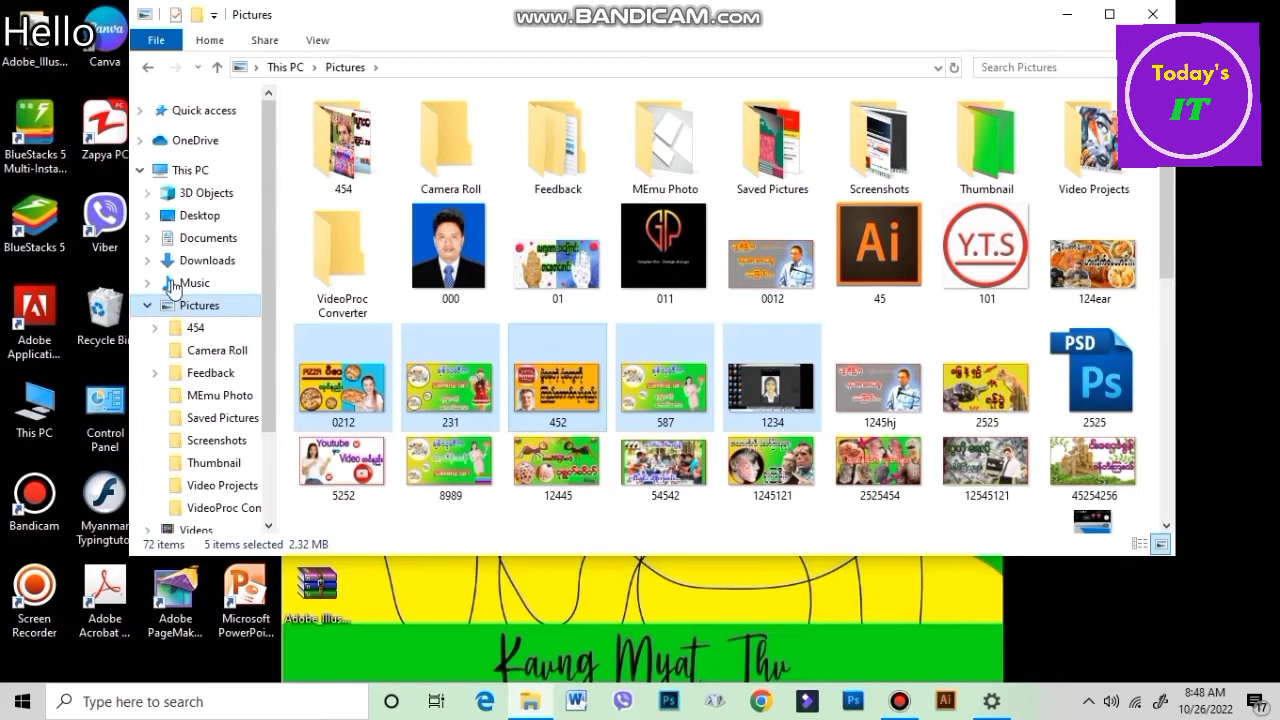 Hello
Adobe_Illus...
Canva
BlueStacks 5
Multi-Insta...
Zapya PC
BlueStacks 5
Viber
Adobe
Applicati...
Recycle Bin
This PC
Control
Panel
Bandicam
Myanmar
Typingtuto
Screen
Recorder
Adobe
Acrobat ...
Adobe
PageMak...
Microsoft
PowerPoi...
Adobe_Illus...
Pictures
www.BANDICAM.com
File
Home
Share
View
This PC
Pictures
Search Pictures
Today's
IT
Quick access
OneDrive
This PC
3D Objects
Desktop
Documents
Downloads
Music
Pictures
454
Camera Roll
Feedback
MEmu Photo
Saved Pictures
Screenshots
Thumbnail
Video Projects
VideoProc Con
Videos
454
Camera Roll
Feedback
MEmu Photo
Saved Pictures
Screenshots
Thumbnail
Video Projects
GP
Ai
Y.T.S
VideoProc
Converter
000
01
011
0012
45
101
124ear
PIZZA
PSD
Ps
0212
231
452
587
1234
1245hj
2525
2525
Youtube
Video
5252
8989
12445
54542
1245121
2525454
12545121
45254256
72 items
5 items selected
2.32 MB
Kaung Myat Thu
Type here to search
8:48 AM
10/26/2022
17